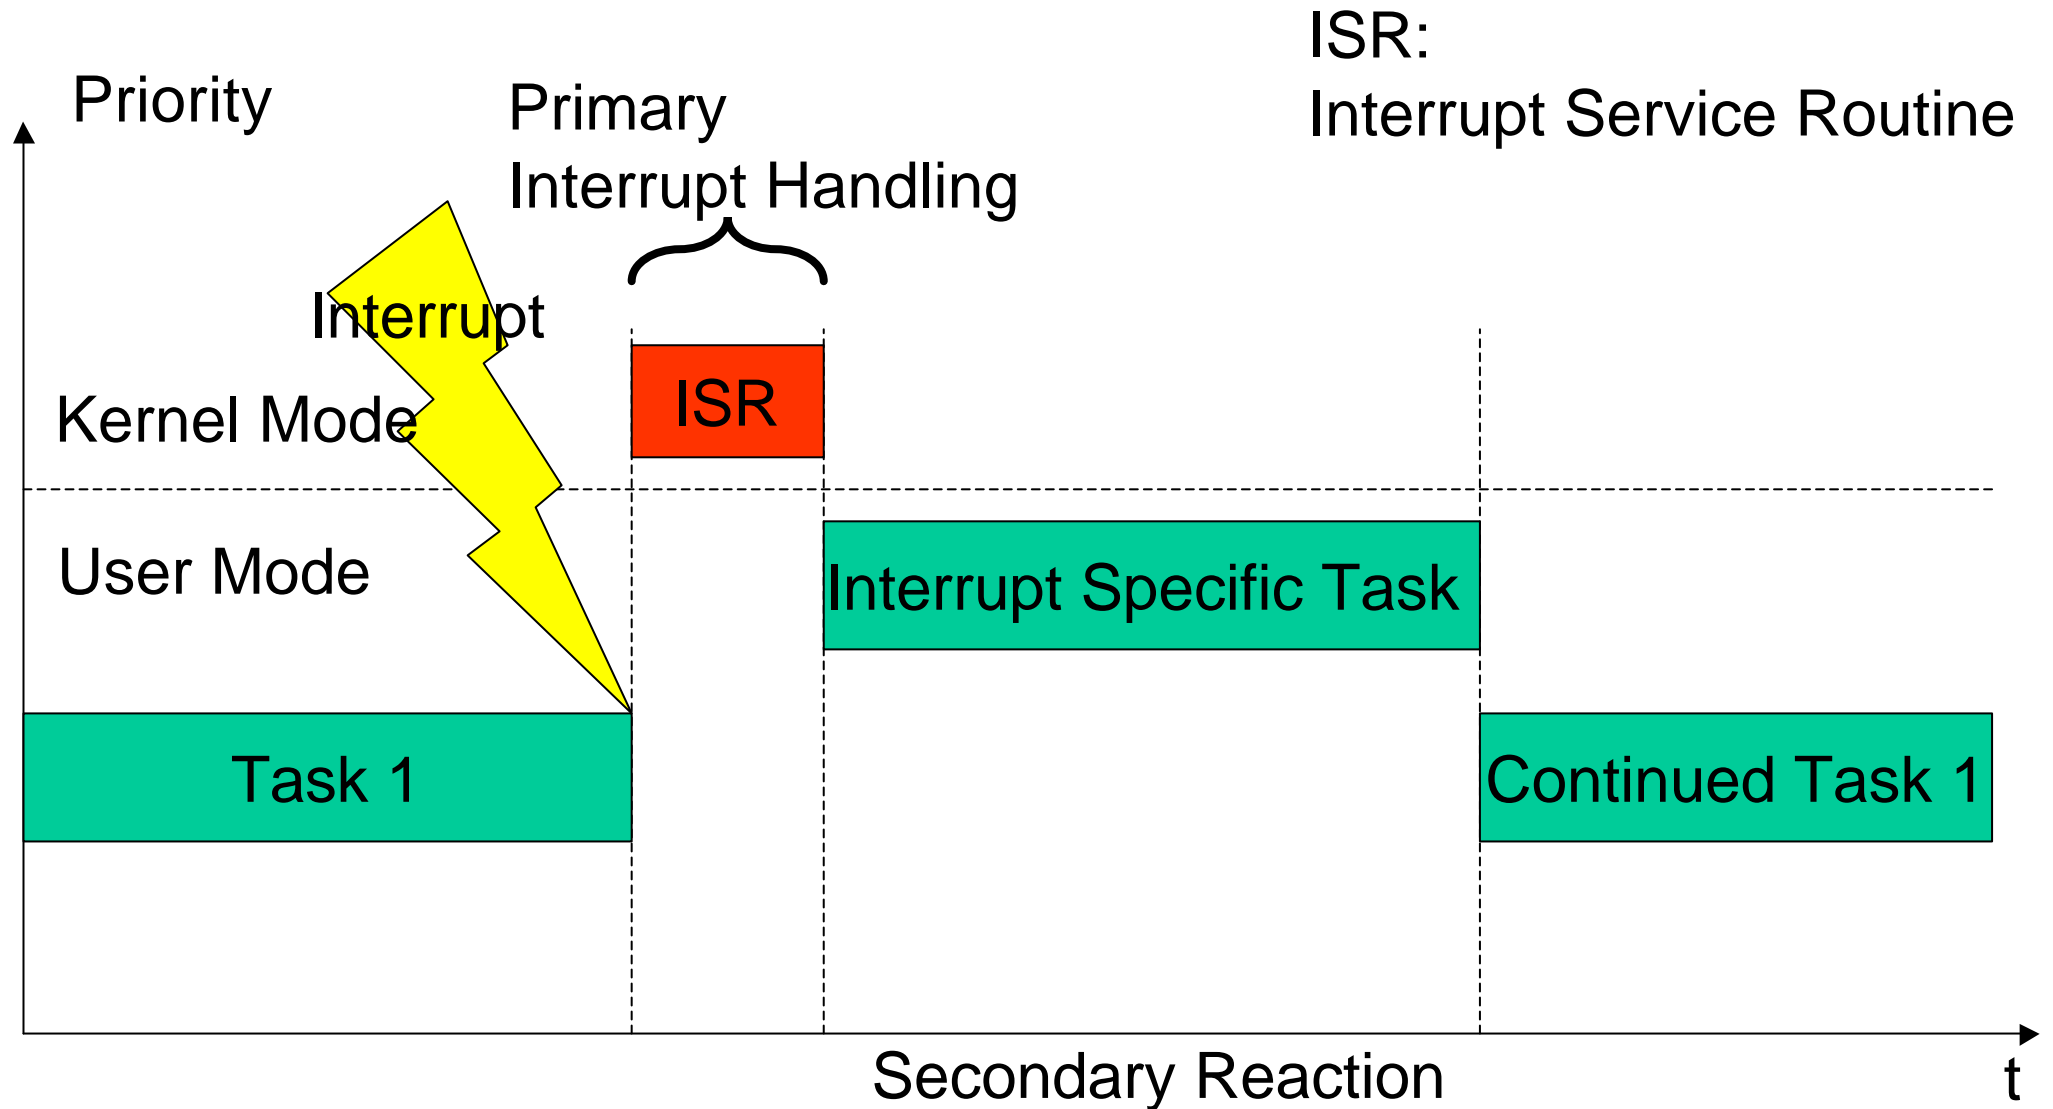 ISR:
Interrupt Service Routine
Priority
Primary
Interrupt Handling
Interrupt
Kernel Mode
ISR
User Mode
Interrupt Specific Task
Task 1
Continued Task 1
Secondary Reaction
t